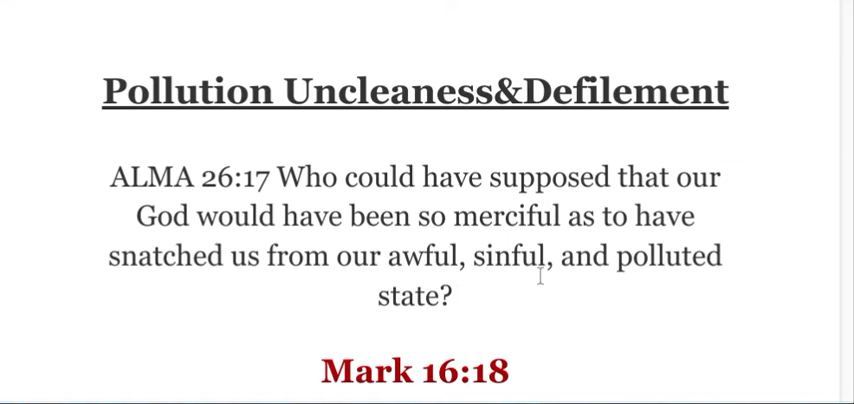 Pollution Uncleaness&Defilement
ALMA 26:17 Who could have supposed that our
God would have been so merciful as to have
snatched us from our awful, sinful, and polluted
state?
Mark 16:18